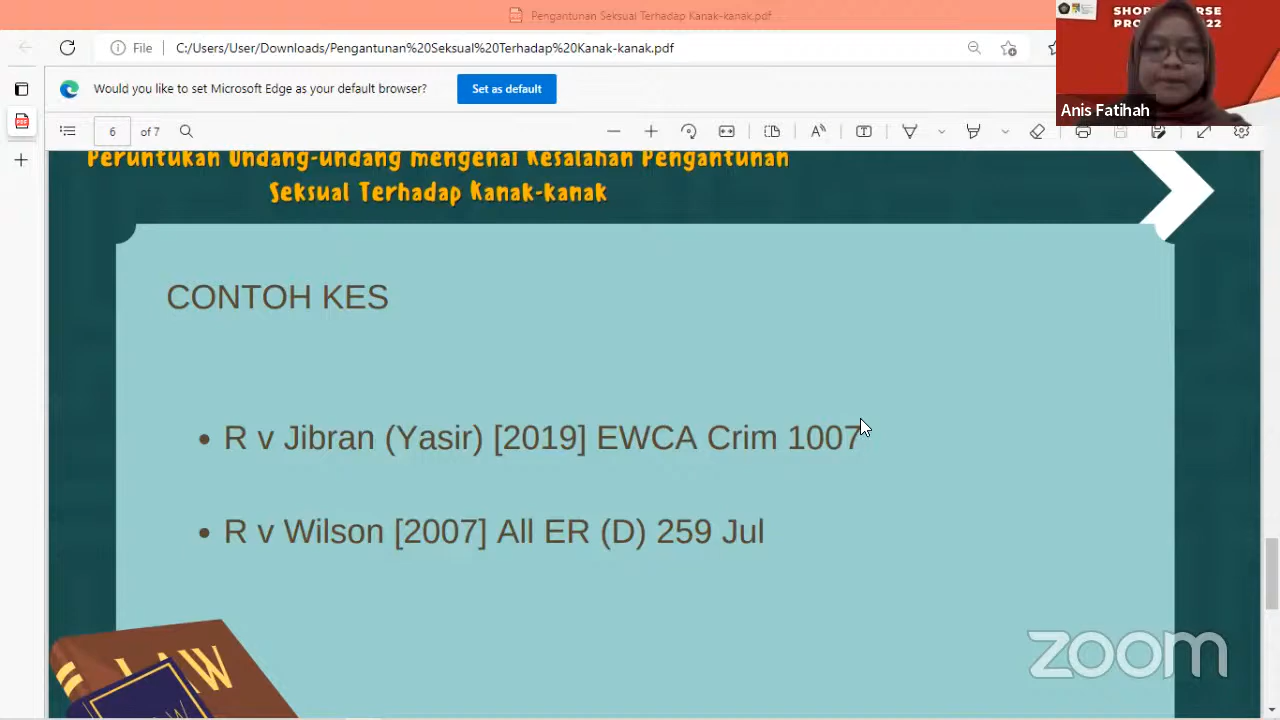 Pengantunan Seksual Terhadap Kanak-kanak.pdf
File C:/Users/User/Downloads/Pengantunan%20Seksual%20Terhadap%20Kanak-kanak.pdf
Would you like to set Microsoft Edge as your default browser? Set as default
6 of 7
Anis Fatihah
Peruntukan Undang-undang mengenai Kesalahan Pengantunan
Seksual Terhadap Kanak-kanak
CONTOH KES
• R v Jibran (Yasir) [2019] EWCA Crim 1007
• R v Wilson [2007] All ER (D) 259 Jul
LAW
zoom